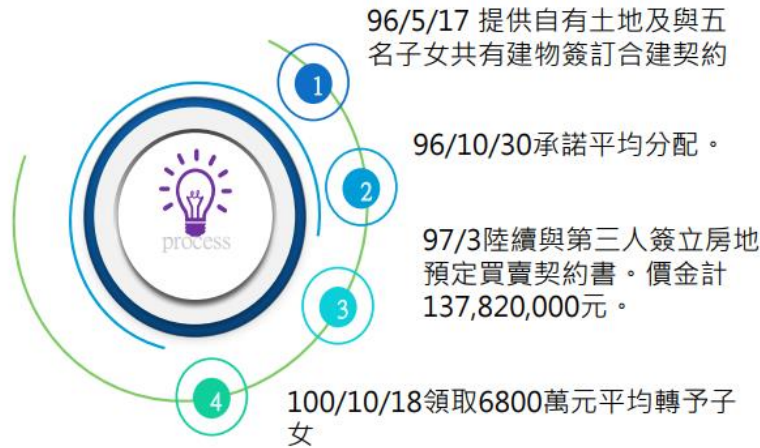 96/5/17 提供自有土地及與五
名子女共有建物簽訂合建契約
1
96/10/30承諾平均分配。
2
process
97/3陸續與第三人簽立房地
預定買賣契約書。價金計
137,820,000元。
3
4
100/10/18領取6800萬元平均轉予子
女